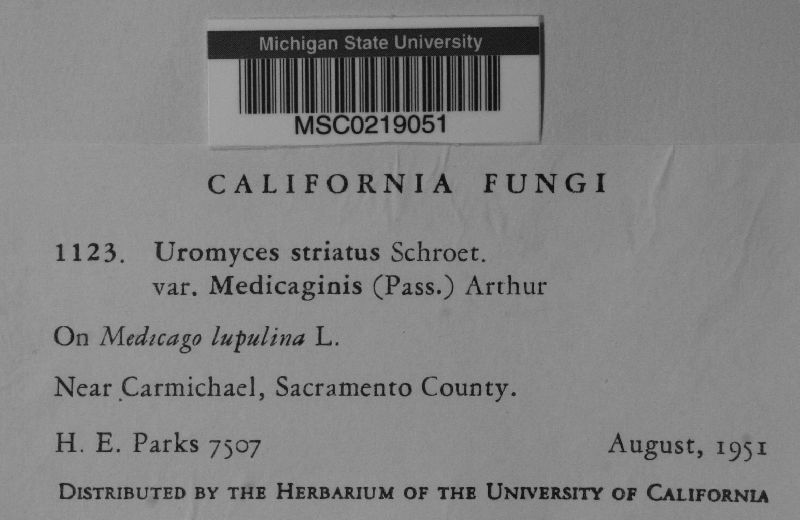 Michigan State University
MSC0219051
CALIFORNIA FUNGI
1123. Uromyces striatus Schroet.
var. Medicaginis (Pass.) Arthur
On Medicago lupulina L.
Near Carmichael, Sacramento County.
H. E. Parks 7507 August, 1951
DISTRIBUTED BY THE HERBARIUM OF THE UNIVERSITY OF CALIFORNIA